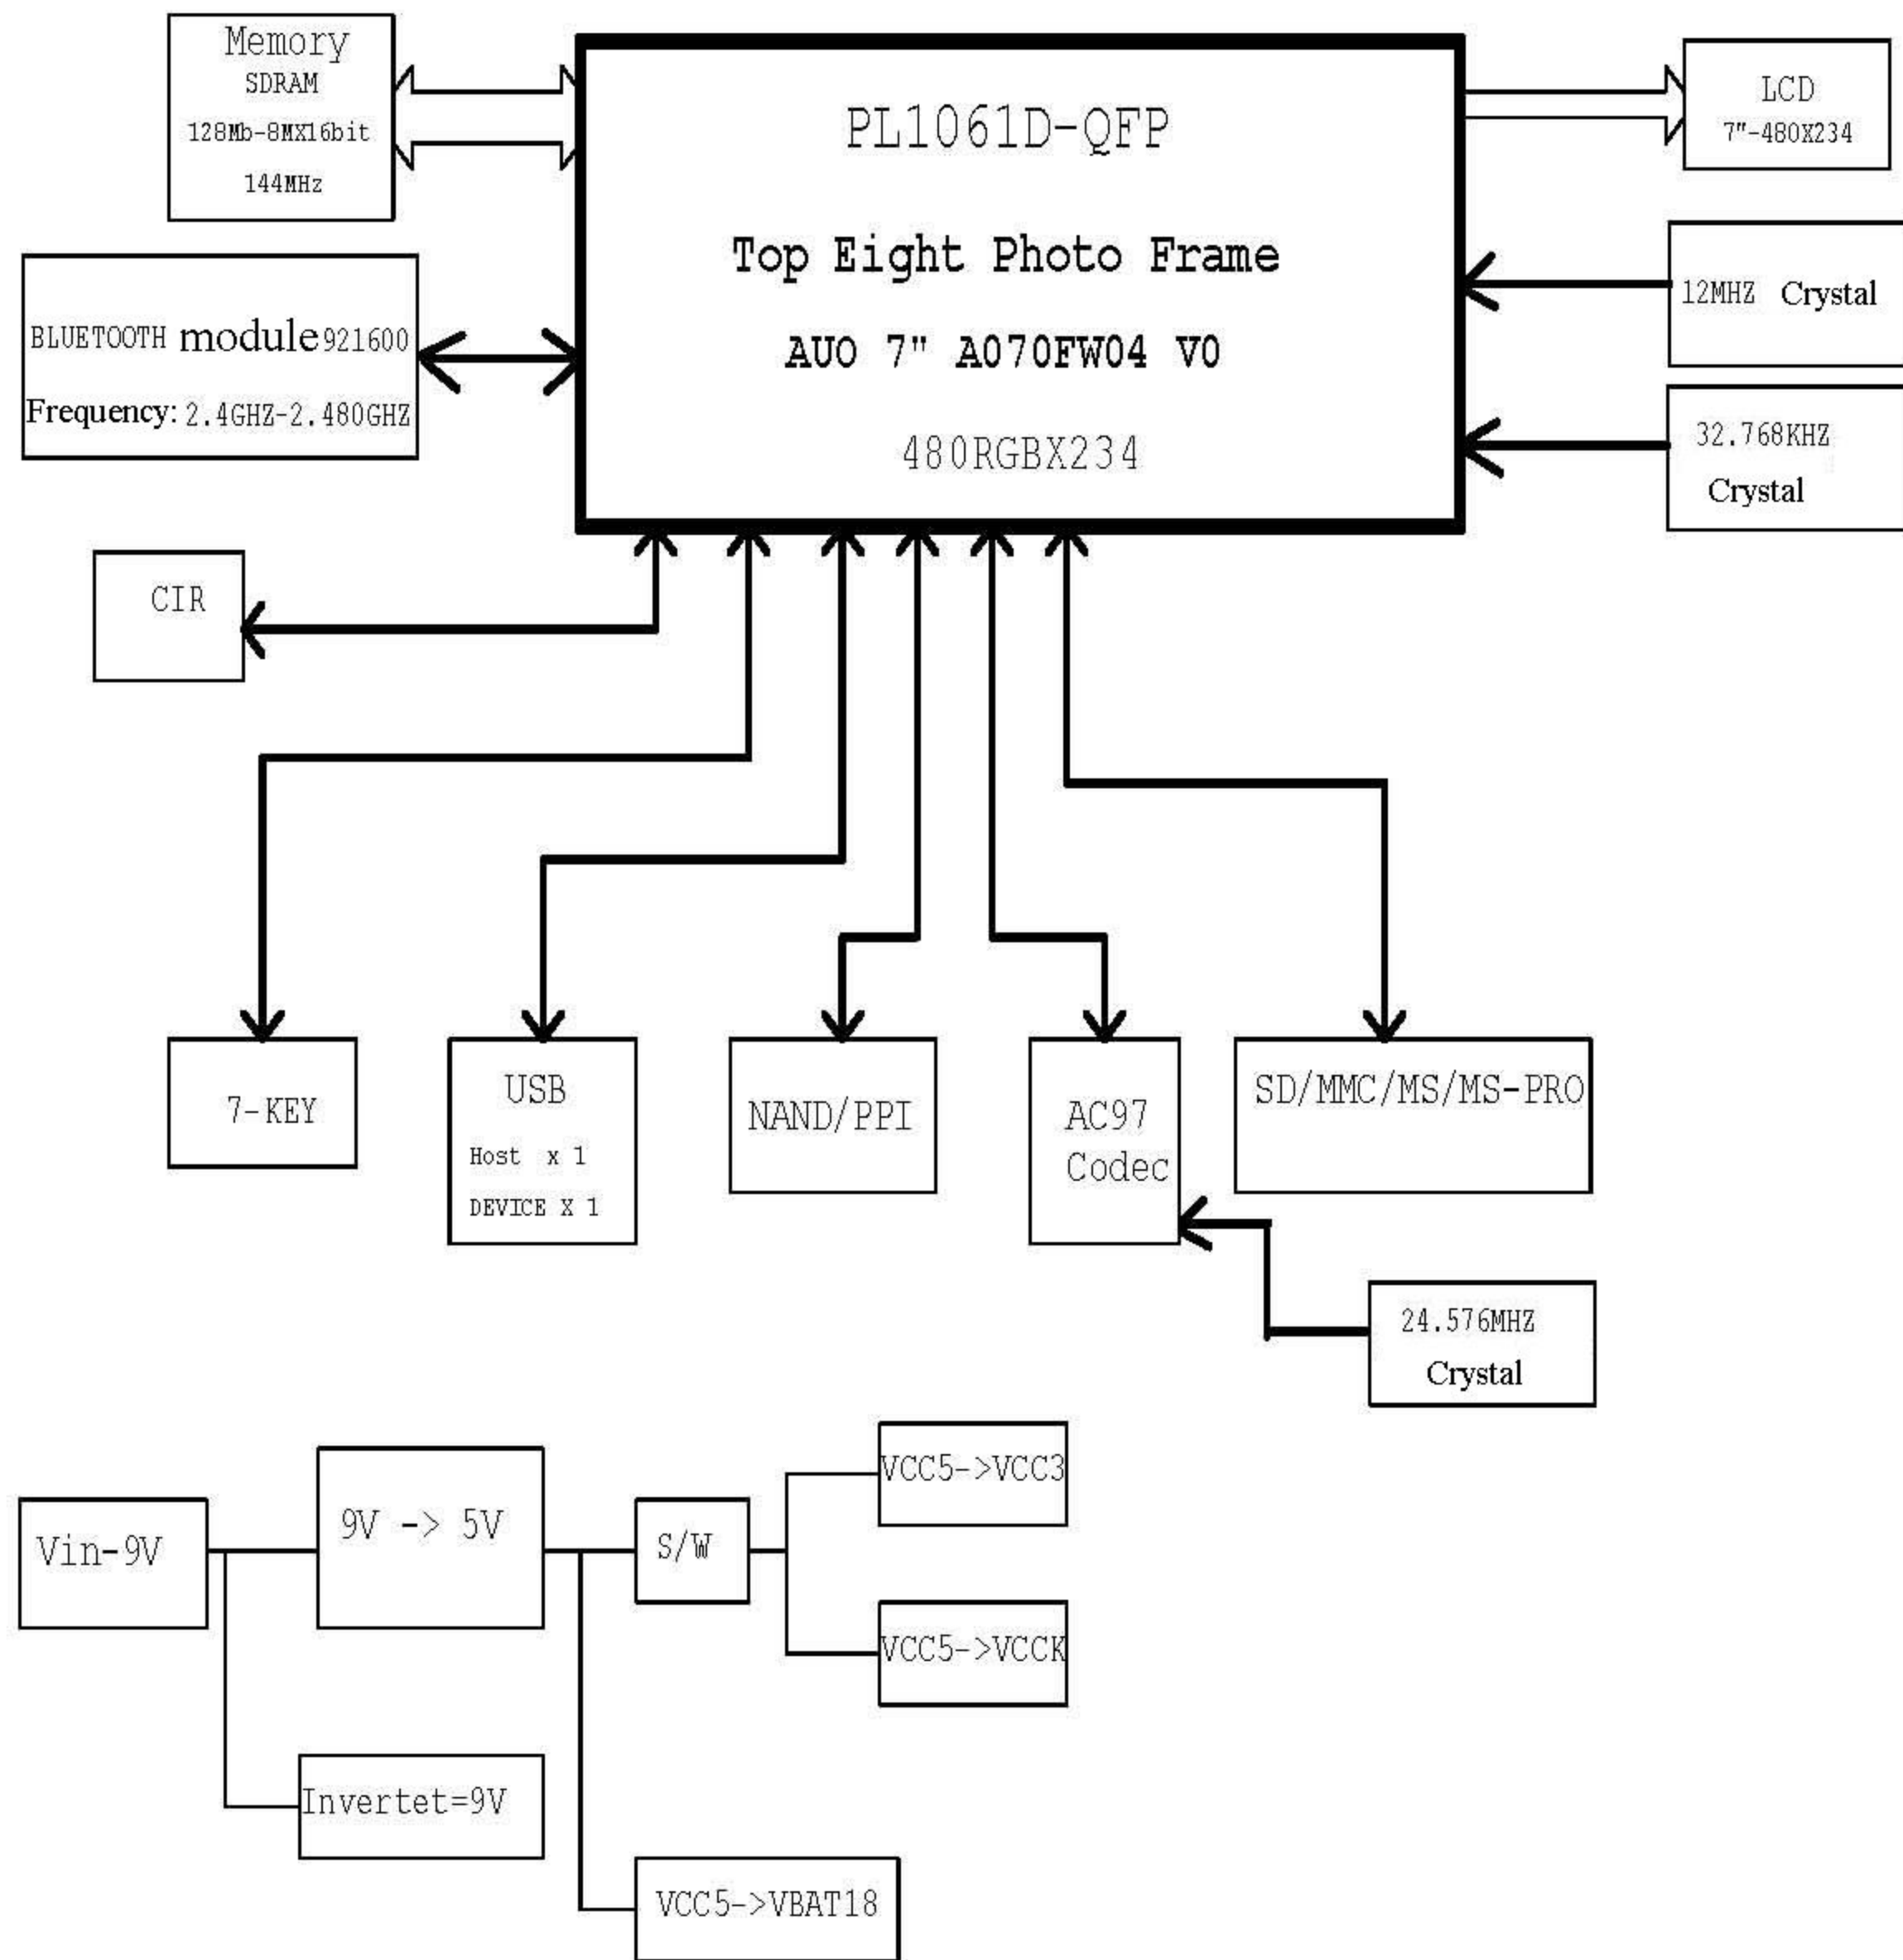 Memory
SDRAM
128Mb-8MX16bit
144MHz
PL1061D-QFP
Top Eight Photo Frame
AUO 7" A070FW04 V0
480RGBX234
LCD
7"-480X234
12MHZ Crystal
32.768KHZ
Crystal
BLUETOOTH module 921600
Frequency: 2.4GHZ-2.480GHZ
CIR
7-KEY
USB
Host x 1
DEVICE X 1
NAND/PPI
AC97
Codec
SD/MMC/MS/MS-PRO
24.576MHZ
Crystal
Vin-9V
9V -> 5V
S/W
VCC5->VCC3
VCC5->VCCK
Invertet=9V
VCC5->VBAT18